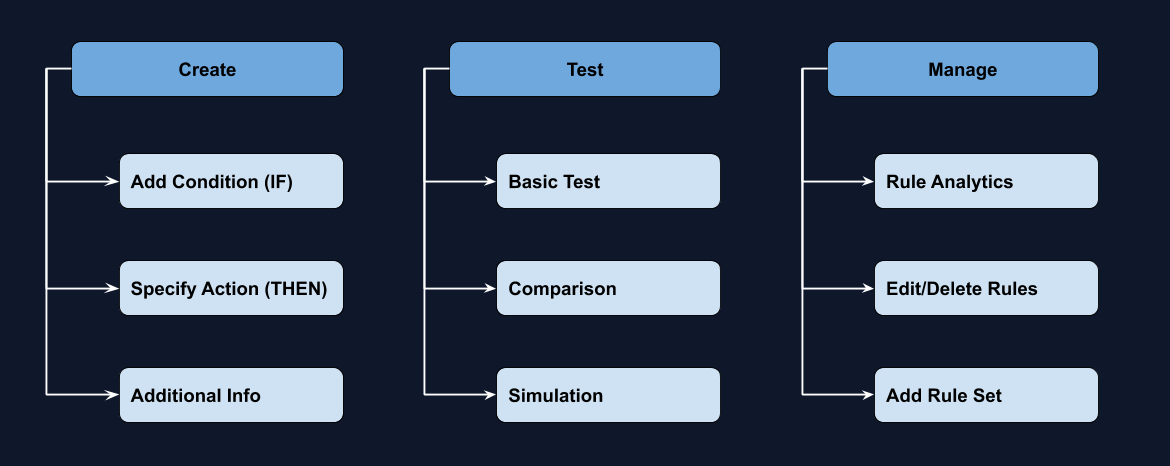 Create
Add Condition (IF)
Specify Action (THEN)
Additional Info
Test
Basic Test
Comparison
Simulation
Manage
Rule Analytics
Edit/Delete Rules
Add Rule Set